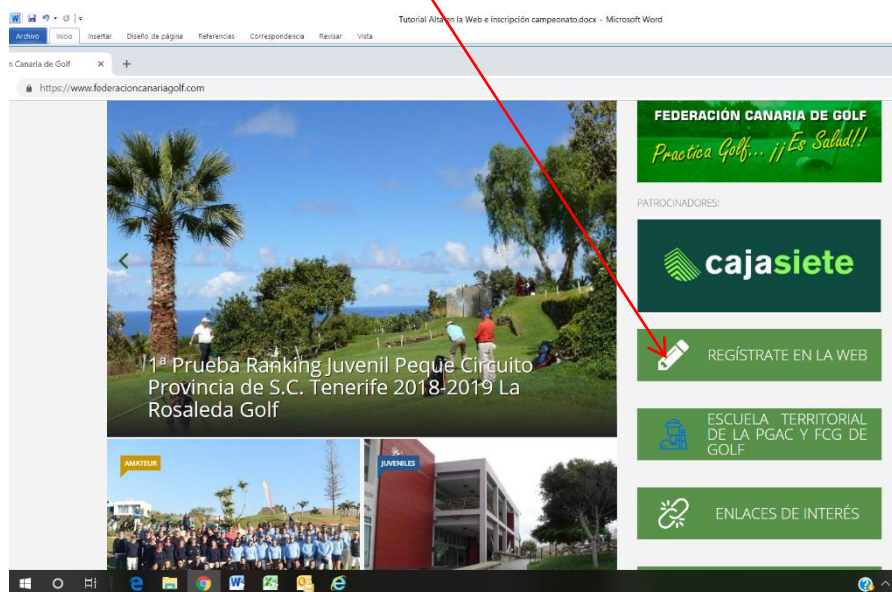 Tutorial Alta en la Web e inscripción campeonato.docx - Microsoft Word
Archivo Inicio Insertar Diseño de página Referencias Correspondencia Revisar Vista
n Canaria de Golf × +
https://www.federacioncanariagolf.com
FEDERACIÓN CANARIA DE GOLF
Practica Golf... ¡¡Es Salud!!
PATROCINADORES:
cajasiete
REGÍSTRATE EN LA WEB
1ª Prueba Ranking Juvenil Peque Circuito
Provincia de S.C. Tenerife 2018-2019 La
Rosaleda Golf
ESCUELA TERRITORIAL
DE LA PGAC Y FCG DE
GOLF
AMATEUR
JUVENILES
ENLACES DE INTERÉS